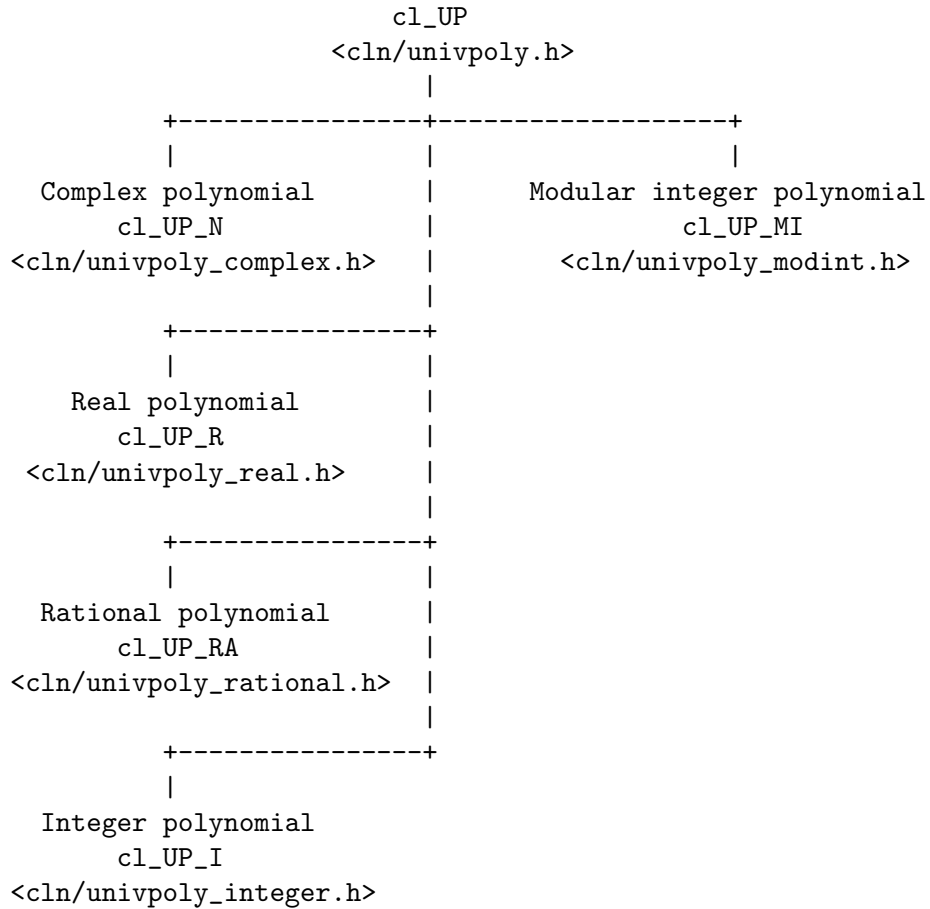 cl_UP
<cln/univpoly.h>
Complex polynomial Modular integer polynomial
cl_UP_N cl_UP_MI
<cln/univpoly_complex.h> <cln/univpoly_modint.h>
Real polynomial
cl_UP_R
<cln/univpoly_real.h>
Rational polynomial
cl_UP_RA
<cln/univpoly_rational.h>
Integer polynomial
cl_UP_I
<cln/univpoly_integer.h>